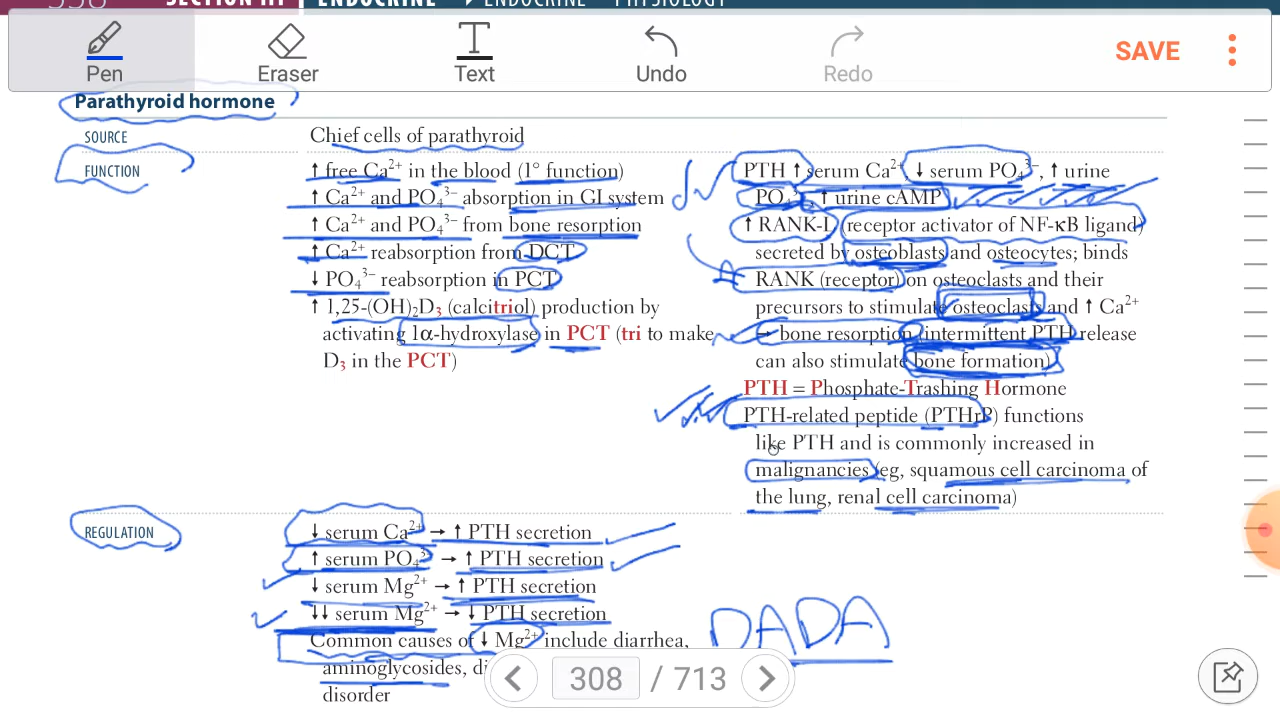 338 SECTION III ENDOCRINE ▶ ENDOCRINE—PHYSIOLOGY
Pen Eraser Text Undo Redo SAVE
Parathyroid hormone
SOURCE Chief cells of parathyroid
FUNCTION
↑ free Ca²⁺ in the blood (1° function)
↑ Ca²⁺ and PO₄³⁻ absorption in GI system
↑ Ca²⁺ and PO₄³⁻ from bone resorption
↑ Ca²⁺ reabsorption from DCT
↓ PO₄³⁻ reabsorption in PCT
↑ 1,25-(OH)₂D₃ (calcitriol) production by
activating 1α-hydroxylase in PCT (tri to make
D₃ in the PCT)
PTH ↑ serum Ca²⁺, ↓ serum PO₄³⁻, ↑ urine
PO₄³⁻, ↑ urine cAMP
↑ RANK-L (receptor activator of NF-κB ligand)
secreted by osteoblasts and osteocytes; binds
RANK (receptor) on osteoclasts and their
precursors to stimulate osteoclasts and ↑ Ca²⁺
→ bone resorption (intermittent PTH release
can also stimulate bone formation)
PTH = Phosphate-Trashing Hormone
PTH-related peptide (PTHrP) functions
like PTH and is commonly increased in
malignancies (eg, squamous cell carcinoma of
the lung, renal cell carcinoma)
REGULATION
↓ serum Ca²⁺ → ↑ PTH secretion
↑ serum PO₄³⁻ → ↑ PTH secretion
↓ serum Mg²⁺ → ↑ PTH secretion
↓↓ serum Mg²⁺ → ↓ PTH secretion
Common causes of ↓ Mg²⁺ include diarrhea,
aminoglycosides, di
disorder
DADA
308 / 713